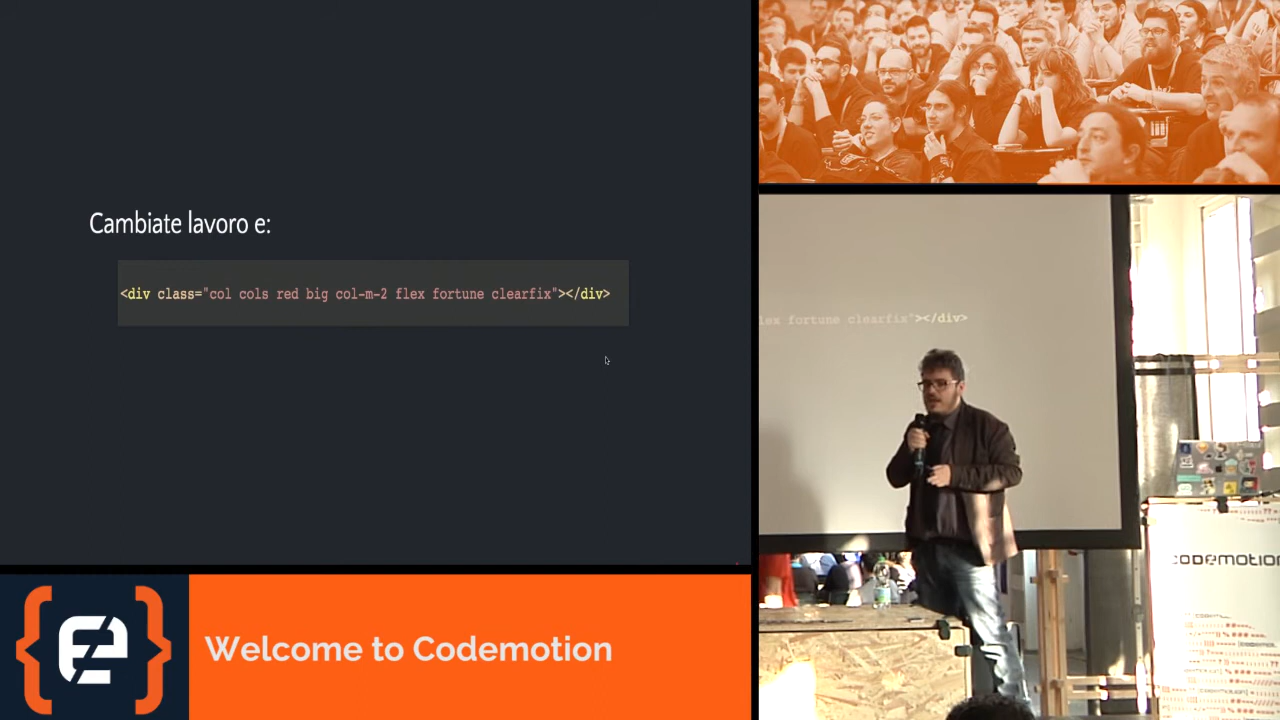 Cambiate lavoro e:
<div class="col cols red big col-m-2 flex fortune clearfix"></div>
flex fortune clearfix"></div>
CODEMOTION
Welcome to Codemotion